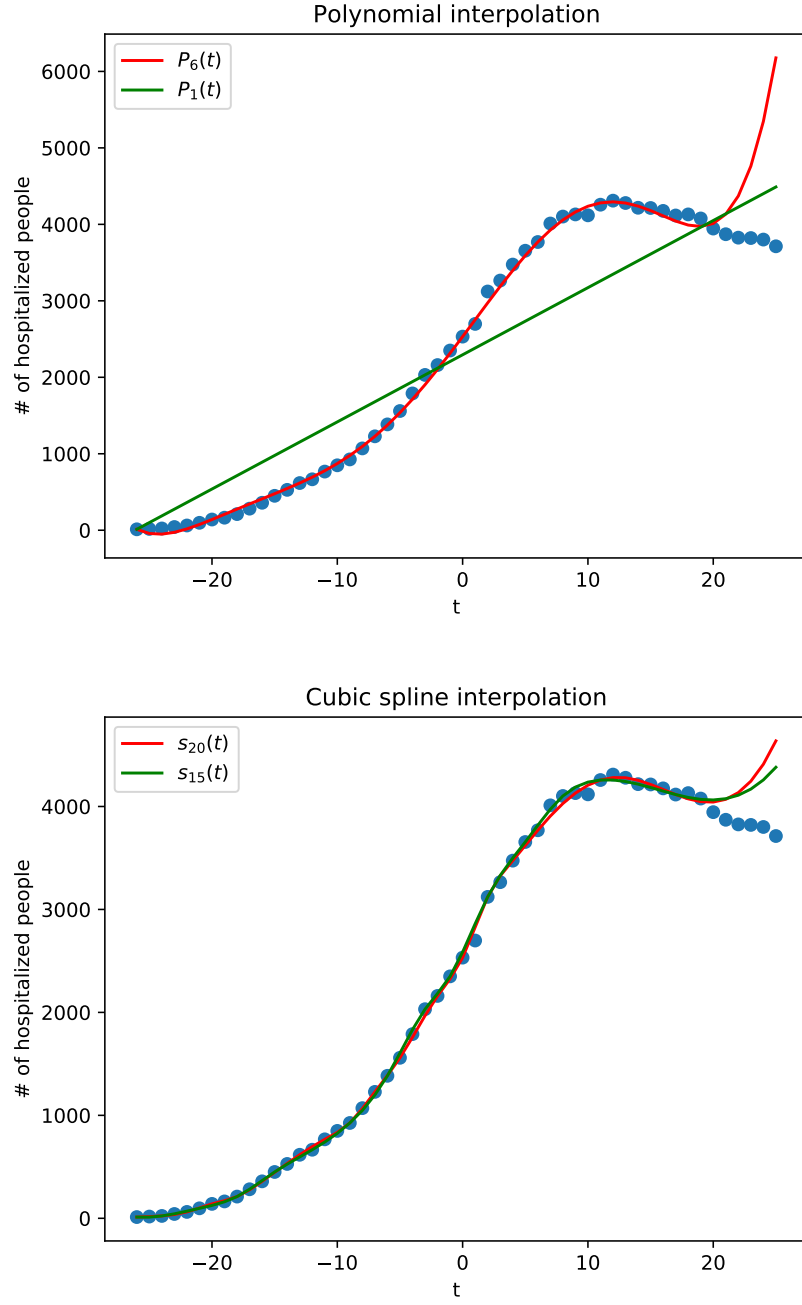 Polynomial interpolation
P₆(t)
P₁(t)
6000
5000
4000
3000
2000
1000
0
# of hospitalized people
−20
−10
0
10
20
t
Cubic spline interpolation
s₂₀(t)
s₁₅(t)
4000
3000
2000
1000
0
# of hospitalized people
−20
−10
0
10
20
t